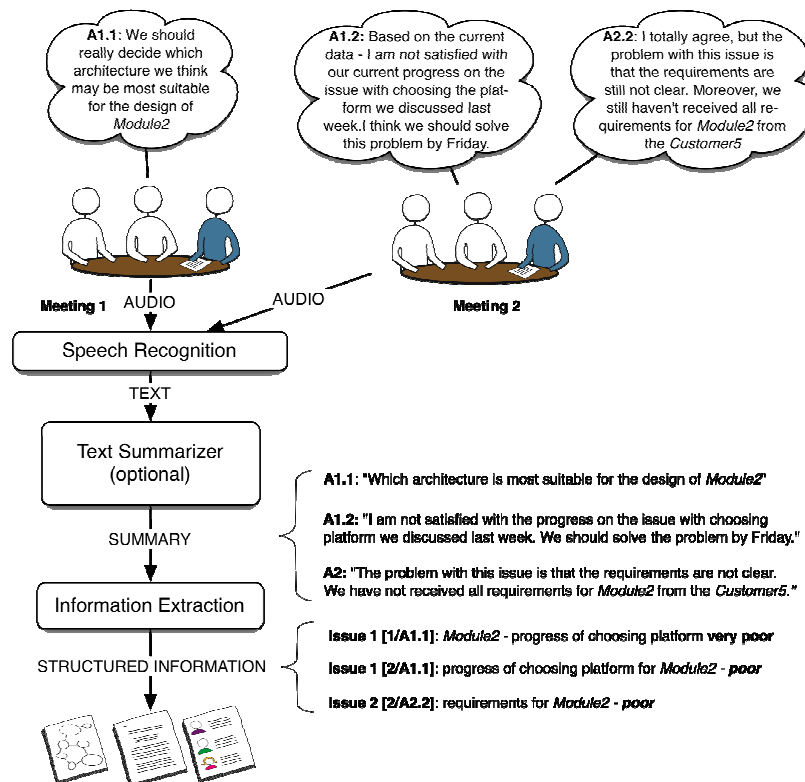 A1.1: We should
really decide which
architecture we think
may be most suitable
for the design of
Module2
A1.2: Based on the current
data - I am not satisfied with
our current progress on the
issue with choosing the plat-
form we discussed last
week.I think we should solve
this problem by Friday.
A2.2: I totally agree, but the
problem with this issue is
that the requirements are
still not clear. Moreover, we
still haven't received all re-
quirements for Module2 from
the Customer5
Meeting 1
AUDIO
AUDIO
Meeting 2
Speech Recognition
TEXT
Text Summarizer
(optional)
A1.1: "Which architecture is most suitable for the design of Module2"
A1.2: "I am not satisfied with the progress on the issue with choosing
platform we discussed last week. We should solve the problem by Friday."
SUMMARY
A2: "The problem with this issue is that the requirements are not clear.
We have not received all requirements for Module2 from the Customer5."
Information Extraction
Issue 1 [1/A1.1]: Module2 - progress of choosing platform very poor
STRUCTURED INFORMATION
Issue 1 [2/A1.1]: progress of choosing platform for Module2 - poor
Issue 2 [2/A2.2]: requirements for Module2 - poor